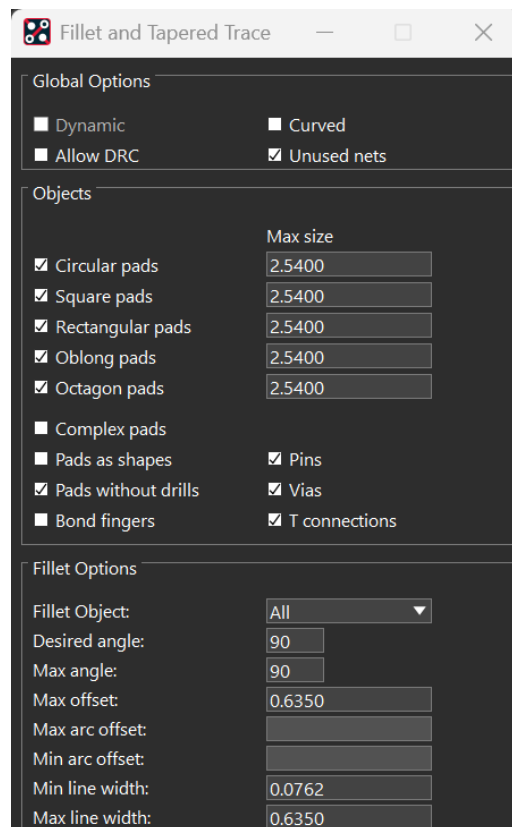 Fillet and Tapered Trace
Global Options
Dynamic Curved
Allow DRC Unused nets
Objects
Max size
Circular pads 2.5400
Square pads 2.5400
Rectangular pads 2.5400
Oblong pads 2.5400
Octagon pads 2.5400
Complex pads
Pads as shapes Pins
Pads without drills Vias
Bond fingers T connections
Fillet Options
Fillet Object: All
Desired angle: 90
Max angle: 90
Max offset: 0.6350
Max arc offset:
Min arc offset:
Min line width: 0.0762
Max line width: 0.6350